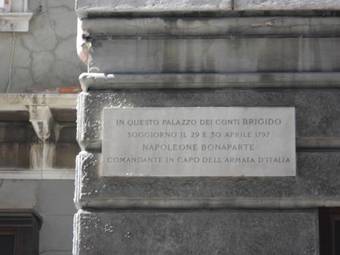 IN QUESTO PALAZZO DEI CONTI BRIGIDO
SOGGIORNO IL 29 E 30 APRILE 1797
NAPOLEONE BONAPARTE
COMANDANTE IN CAPO DELL'ARMATA D'ITALIA